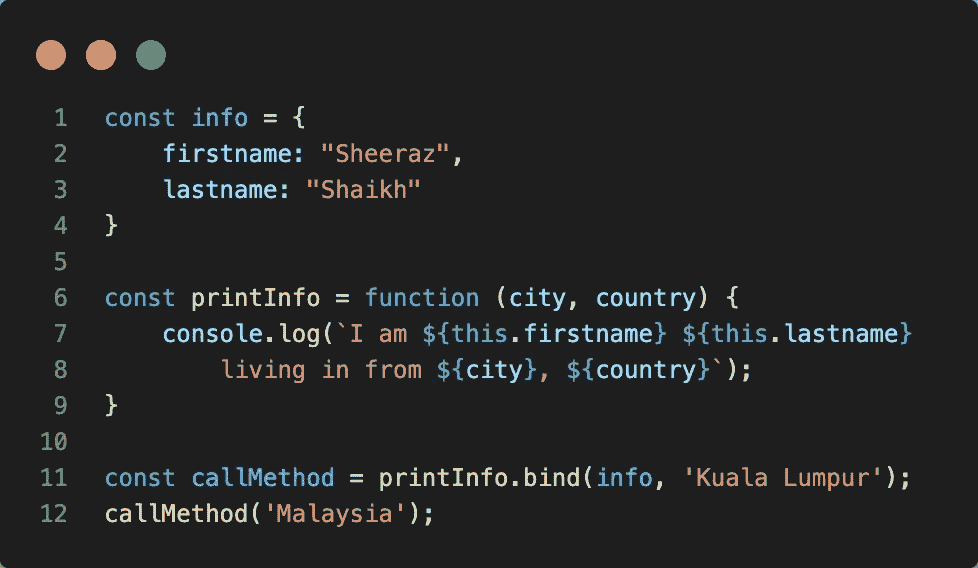 1 const info = {
2     firstname: "Sheeraz",
3     lastname: "Shaikh"
4 }
5
6 const printInfo = function (city, country) {
7     console.log(`I am ${this.firstname} ${this.lastname}
8         living in from ${city}, ${country}`);
9 }
10
11 const callMethod = printInfo.bind(info, 'Kuala Lumpur');
12 callMethod('Malaysia');